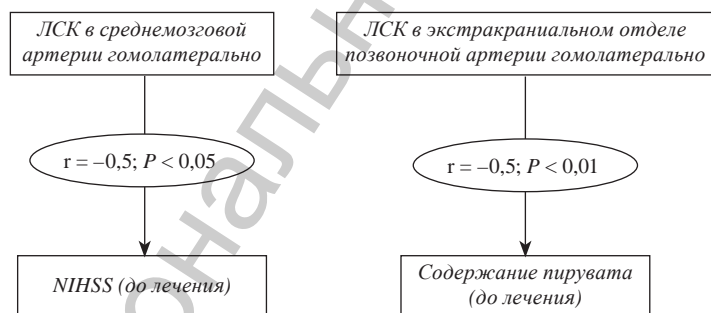 ЛСК в среднемозговой
артерии гомолатерально
ЛСК в экстракраниальном отделе
позвоночной артерии гомолатерально
r = –0,5; P < 0,05
r = –0,5; P < 0,01
NIHSS (до лечения)
Содержание пирувата
(до лечения)